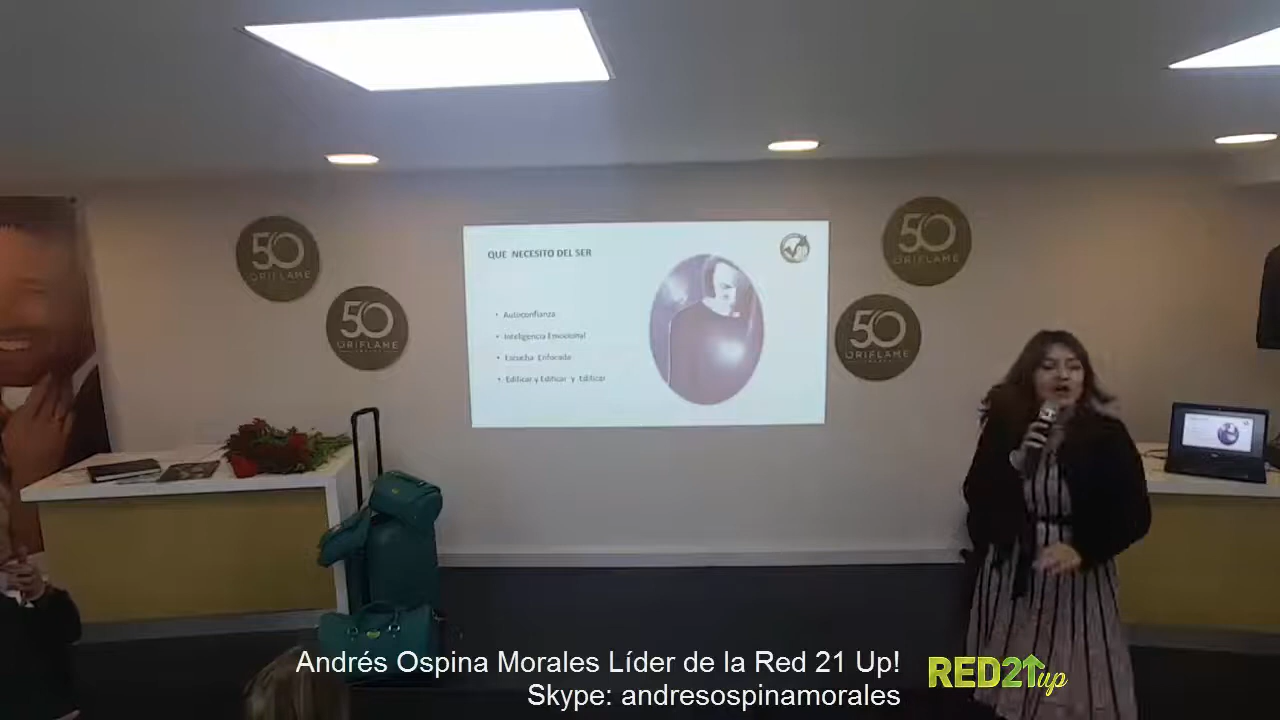 50
ORIFLAME
50
ORIFLAME
50
ORIFLAME
50
ORIFLAME
QUE NECESITO DEL SER
• Autoconfianza
• Inteligencia Emocional
• Escucha Enfocada
• Edificar y Edificar y Edificar
Andrés Ospina Morales Líder de la Red 21 Up!
Skype: andresospinamorales
RED21up